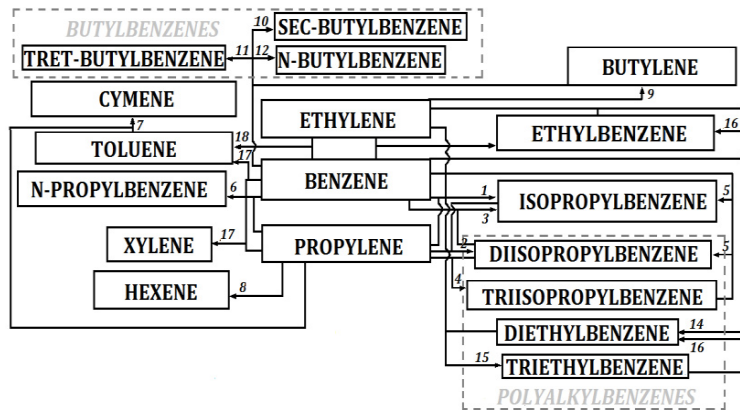 BUTYLBENZENES
10
SEC-BUTYLBENZENE
TRET-BUTYLBENZENE
11
12
N-BUTYLBENZENE
BUTYLENE
9
CYMENE
7
ETHYLENE
ETHYLBENZENE
16
TOLUENE
18
17
BENZENE
N-PROPYLBENZENE
6
1
3
ISOPROPYLBENZENE
5
XYLENE
17
PROPYLENE
2
DIISOPROPYLBENZENE
5
HEXENE
8
4
TRIISOPROPYLBENZENE
DIETHYLBENZENE
14
15
TRIETHYLBENZENE
16
POLYALKYLBENZENES